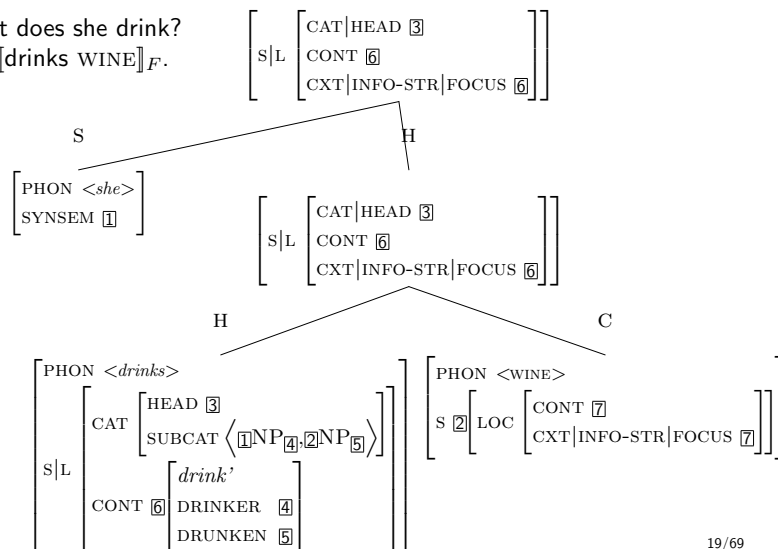 t does she drink?
⟦drinks WINE⟧F.
S|L
CAT|HEAD 3
CONT 6
CXT|INFO-STR|FOCUS 6
S
H
PHON <she>
SYNSEM 1
S|L
CAT|HEAD 3
CONT 6
CXT|INFO-STR|FOCUS 6
H
C
PHON <drinks>
S|L
CAT
HEAD 3
SUBCAT ⟨1NP4,2NP5⟩
CONT 6
drink'
DRINKER 4
DRUNKEN 5
PHON <WINE>
S 2 LOC
CONT 7
CXT|INFO-STR|FOCUS 7
19/69